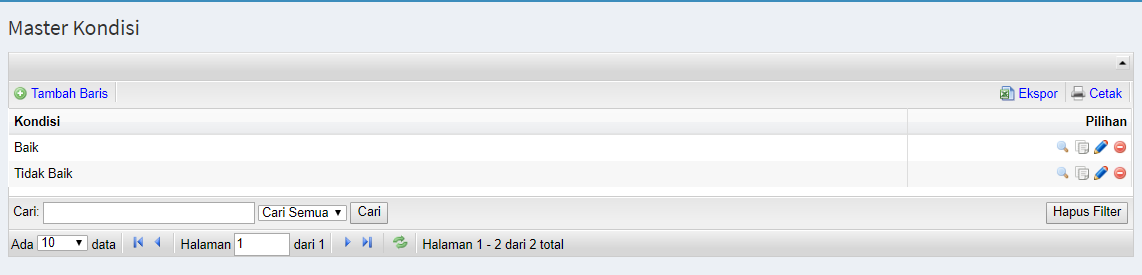 Master Kondisi
Tambah Baris Ekspor Cetak
Kondisi Pilihan
Baik
Tidak Baik
Cari: Cari Semua Cari Hapus Filter
Ada 10 data Halaman 1 dari 1 Halaman 1 - 2 dari 2 total